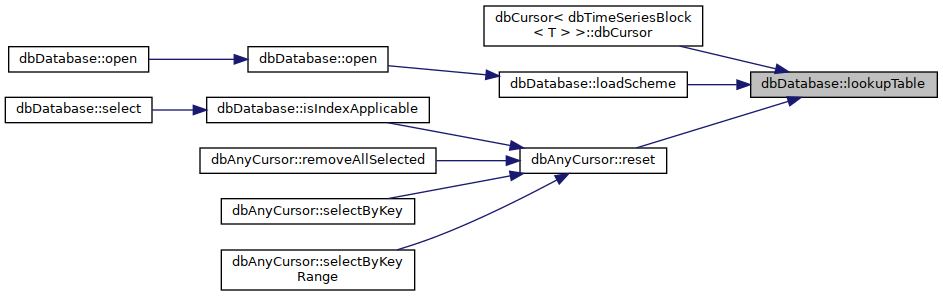 dbCursor< dbTimeSeriesBlock
< T > >::dbCursor
dbDatabase::open
dbDatabase::open
dbDatabase::loadScheme
dbDatabase::lookupTable
dbDatabase::select
dbDatabase::isIndexApplicable
dbAnyCursor::removeAllSelected
dbAnyCursor::reset
dbAnyCursor::selectByKey
dbAnyCursor::selectByKey
Range